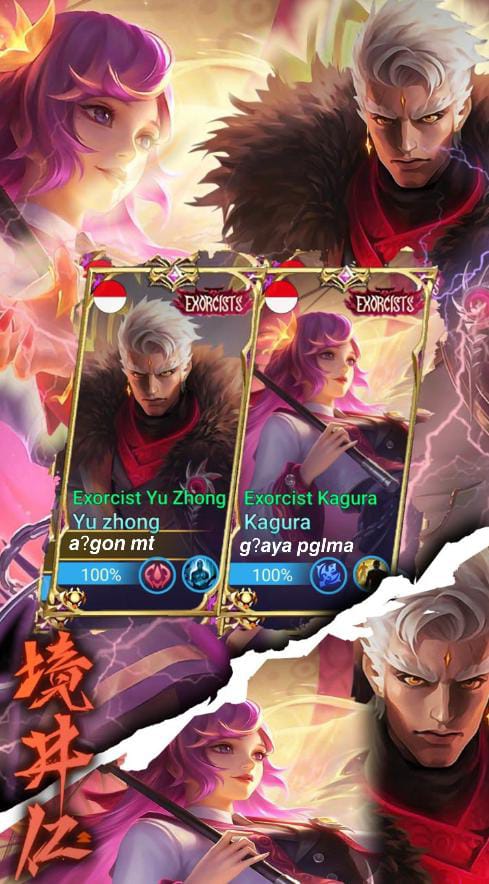 EXORCISTS
Exorcist Yu Zhong
Yu zhong
a?gon mt
100%
EXORCISTS
Exorcist Kagura
Kagura
g?aya pglma
100%
境
井
仁